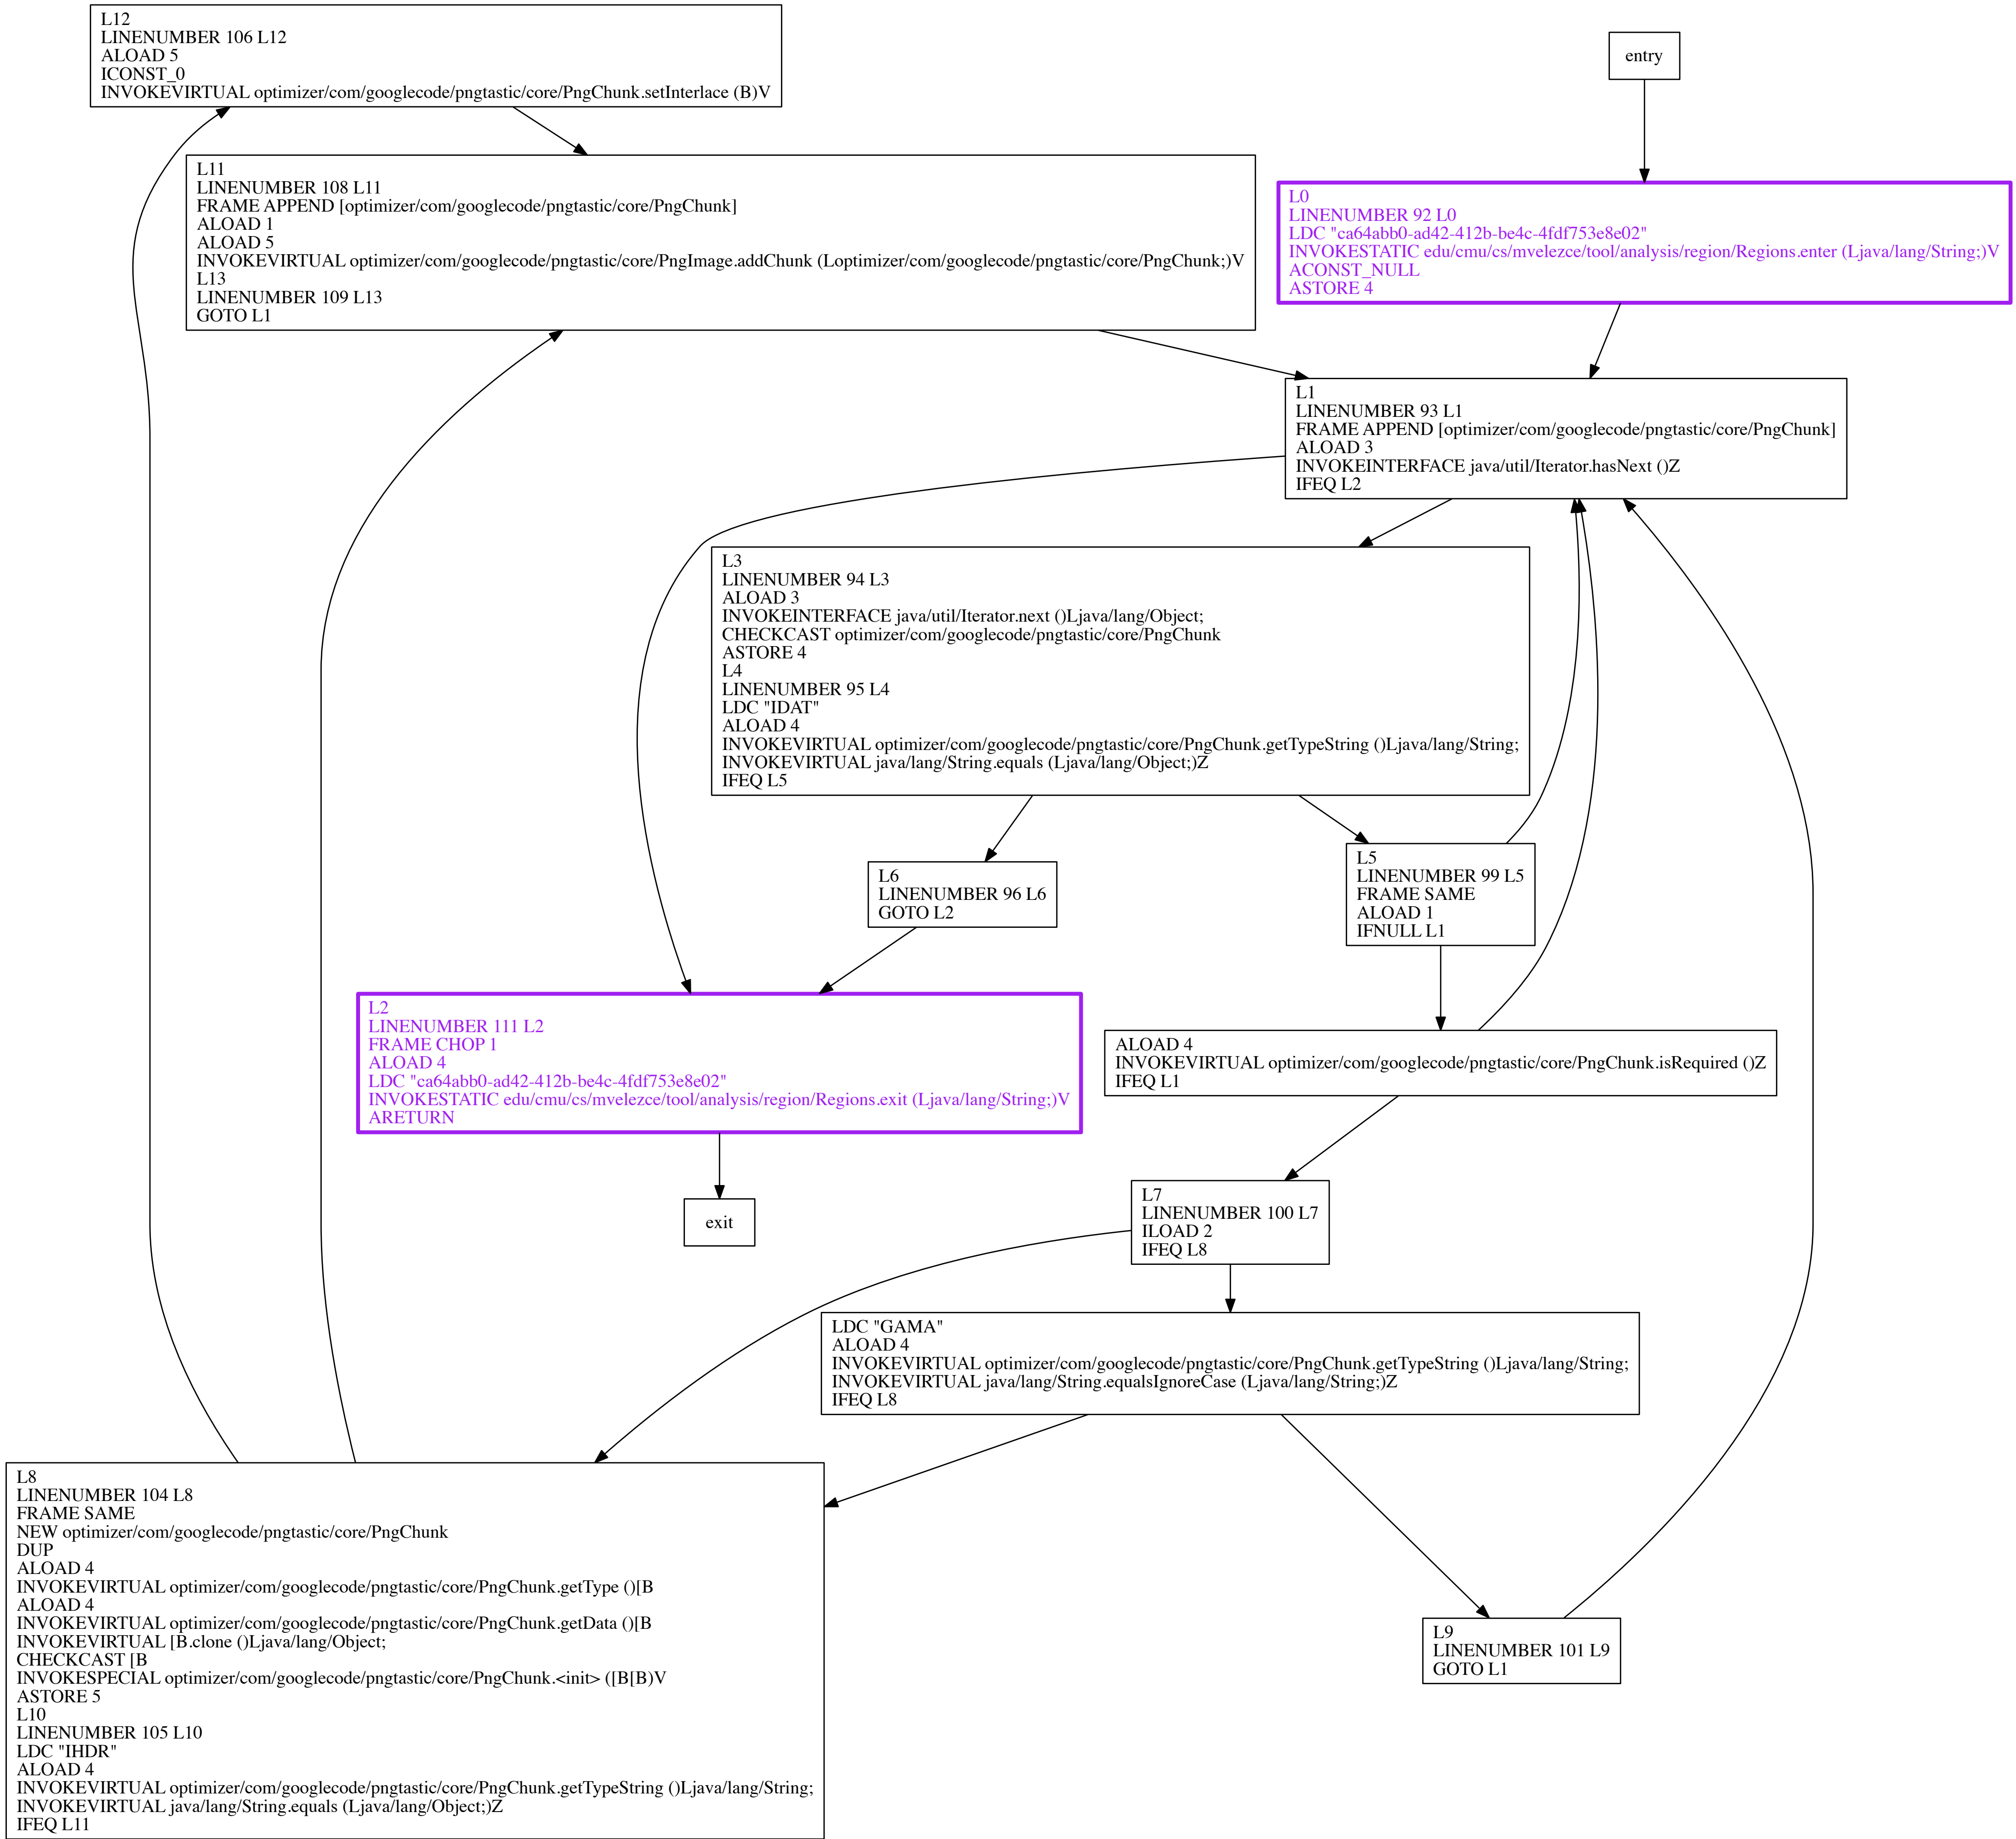 L12
LINENUMBER 106 L12
ALOAD 5
ICONST_0
INVOKEVIRTUAL optimizer/com/googlecode/pngtastic/core/PngChunk.setInterlace (B)V
entry
L11
LINENUMBER 108 L11
FRAME APPEND [optimizer/com/googlecode/pngtastic/core/PngChunk]
ALOAD 1
ALOAD 5
INVOKEVIRTUAL optimizer/com/googlecode/pngtastic/core/PngImage.addChunk (Loptimizer/com/googlecode/pngtastic/core/PngChunk;)V
L13
LINENUMBER 109 L13
GOTO L1
L0
LINENUMBER 92 L0
LDC "ca64abb0-ad42-412b-be4c-4fdf753e8e02"
INVOKESTATIC edu/cmu/cs/mvelezce/tool/analysis/region/Regions.enter (Ljava/lang/String;)V
ACONST_NULL
ASTORE 4
L1
LINENUMBER 93 L1
FRAME APPEND [optimizer/com/googlecode/pngtastic/core/PngChunk]
ALOAD 3
INVOKEINTERFACE java/util/Iterator.hasNext ()Z
IFEQ L2
L3
LINENUMBER 94 L3
ALOAD 3
INVOKEINTERFACE java/util/Iterator.next ()Ljava/lang/Object;
CHECKCAST optimizer/com/googlecode/pngtastic/core/PngChunk
ASTORE 4
L4
LINENUMBER 95 L4
LDC "IDAT"
ALOAD 4
INVOKEVIRTUAL optimizer/com/googlecode/pngtastic/core/PngChunk.getTypeString ()Ljava/lang/String;
INVOKEVIRTUAL java/lang/String.equals (Ljava/lang/Object;)Z
IFEQ L5
L6
LINENUMBER 96 L6
GOTO L2
L5
LINENUMBER 99 L5
FRAME SAME
ALOAD 1
IFNULL L1
L2
LINENUMBER 111 L2
FRAME CHOP 1
ALOAD 4
LDC "ca64abb0-ad42-412b-be4c-4fdf753e8e02"
INVOKESTATIC edu/cmu/cs/mvelezce/tool/analysis/region/Regions.exit (Ljava/lang/String;)V
ARETURN
ALOAD 4
INVOKEVIRTUAL optimizer/com/googlecode/pngtastic/core/PngChunk.isRequired ()Z
IFEQ L1
exit
L7
LINENUMBER 100 L7
ILOAD 2
IFEQ L8
LDC "GAMA"
ALOAD 4
INVOKEVIRTUAL optimizer/com/googlecode/pngtastic/core/PngChunk.getTypeString ()Ljava/lang/String;
INVOKEVIRTUAL java/lang/String.equalsIgnoreCase (Ljava/lang/String;)Z
IFEQ L8
L8
LINENUMBER 104 L8
FRAME SAME
NEW optimizer/com/googlecode/pngtastic/core/PngChunk
DUP
ALOAD 4
INVOKEVIRTUAL optimizer/com/googlecode/pngtastic/core/PngChunk.getType ()[B
ALOAD 4
INVOKEVIRTUAL optimizer/com/googlecode/pngtastic/core/PngChunk.getData ()[B
INVOKEVIRTUAL [B.clone ()Ljava/lang/Object;
CHECKCAST [B
INVOKESPECIAL optimizer/com/googlecode/pngtastic/core/PngChunk.<init> ([B[B)V
ASTORE 5
L10
LINENUMBER 105 L10
LDC "IHDR"
ALOAD 4
INVOKEVIRTUAL optimizer/com/googlecode/pngtastic/core/PngChunk.getTypeString ()Ljava/lang/String;
INVOKEVIRTUAL java/lang/String.equals (Ljava/lang/Object;)Z
IFEQ L11
L9
LINENUMBER 101 L9
GOTO L1